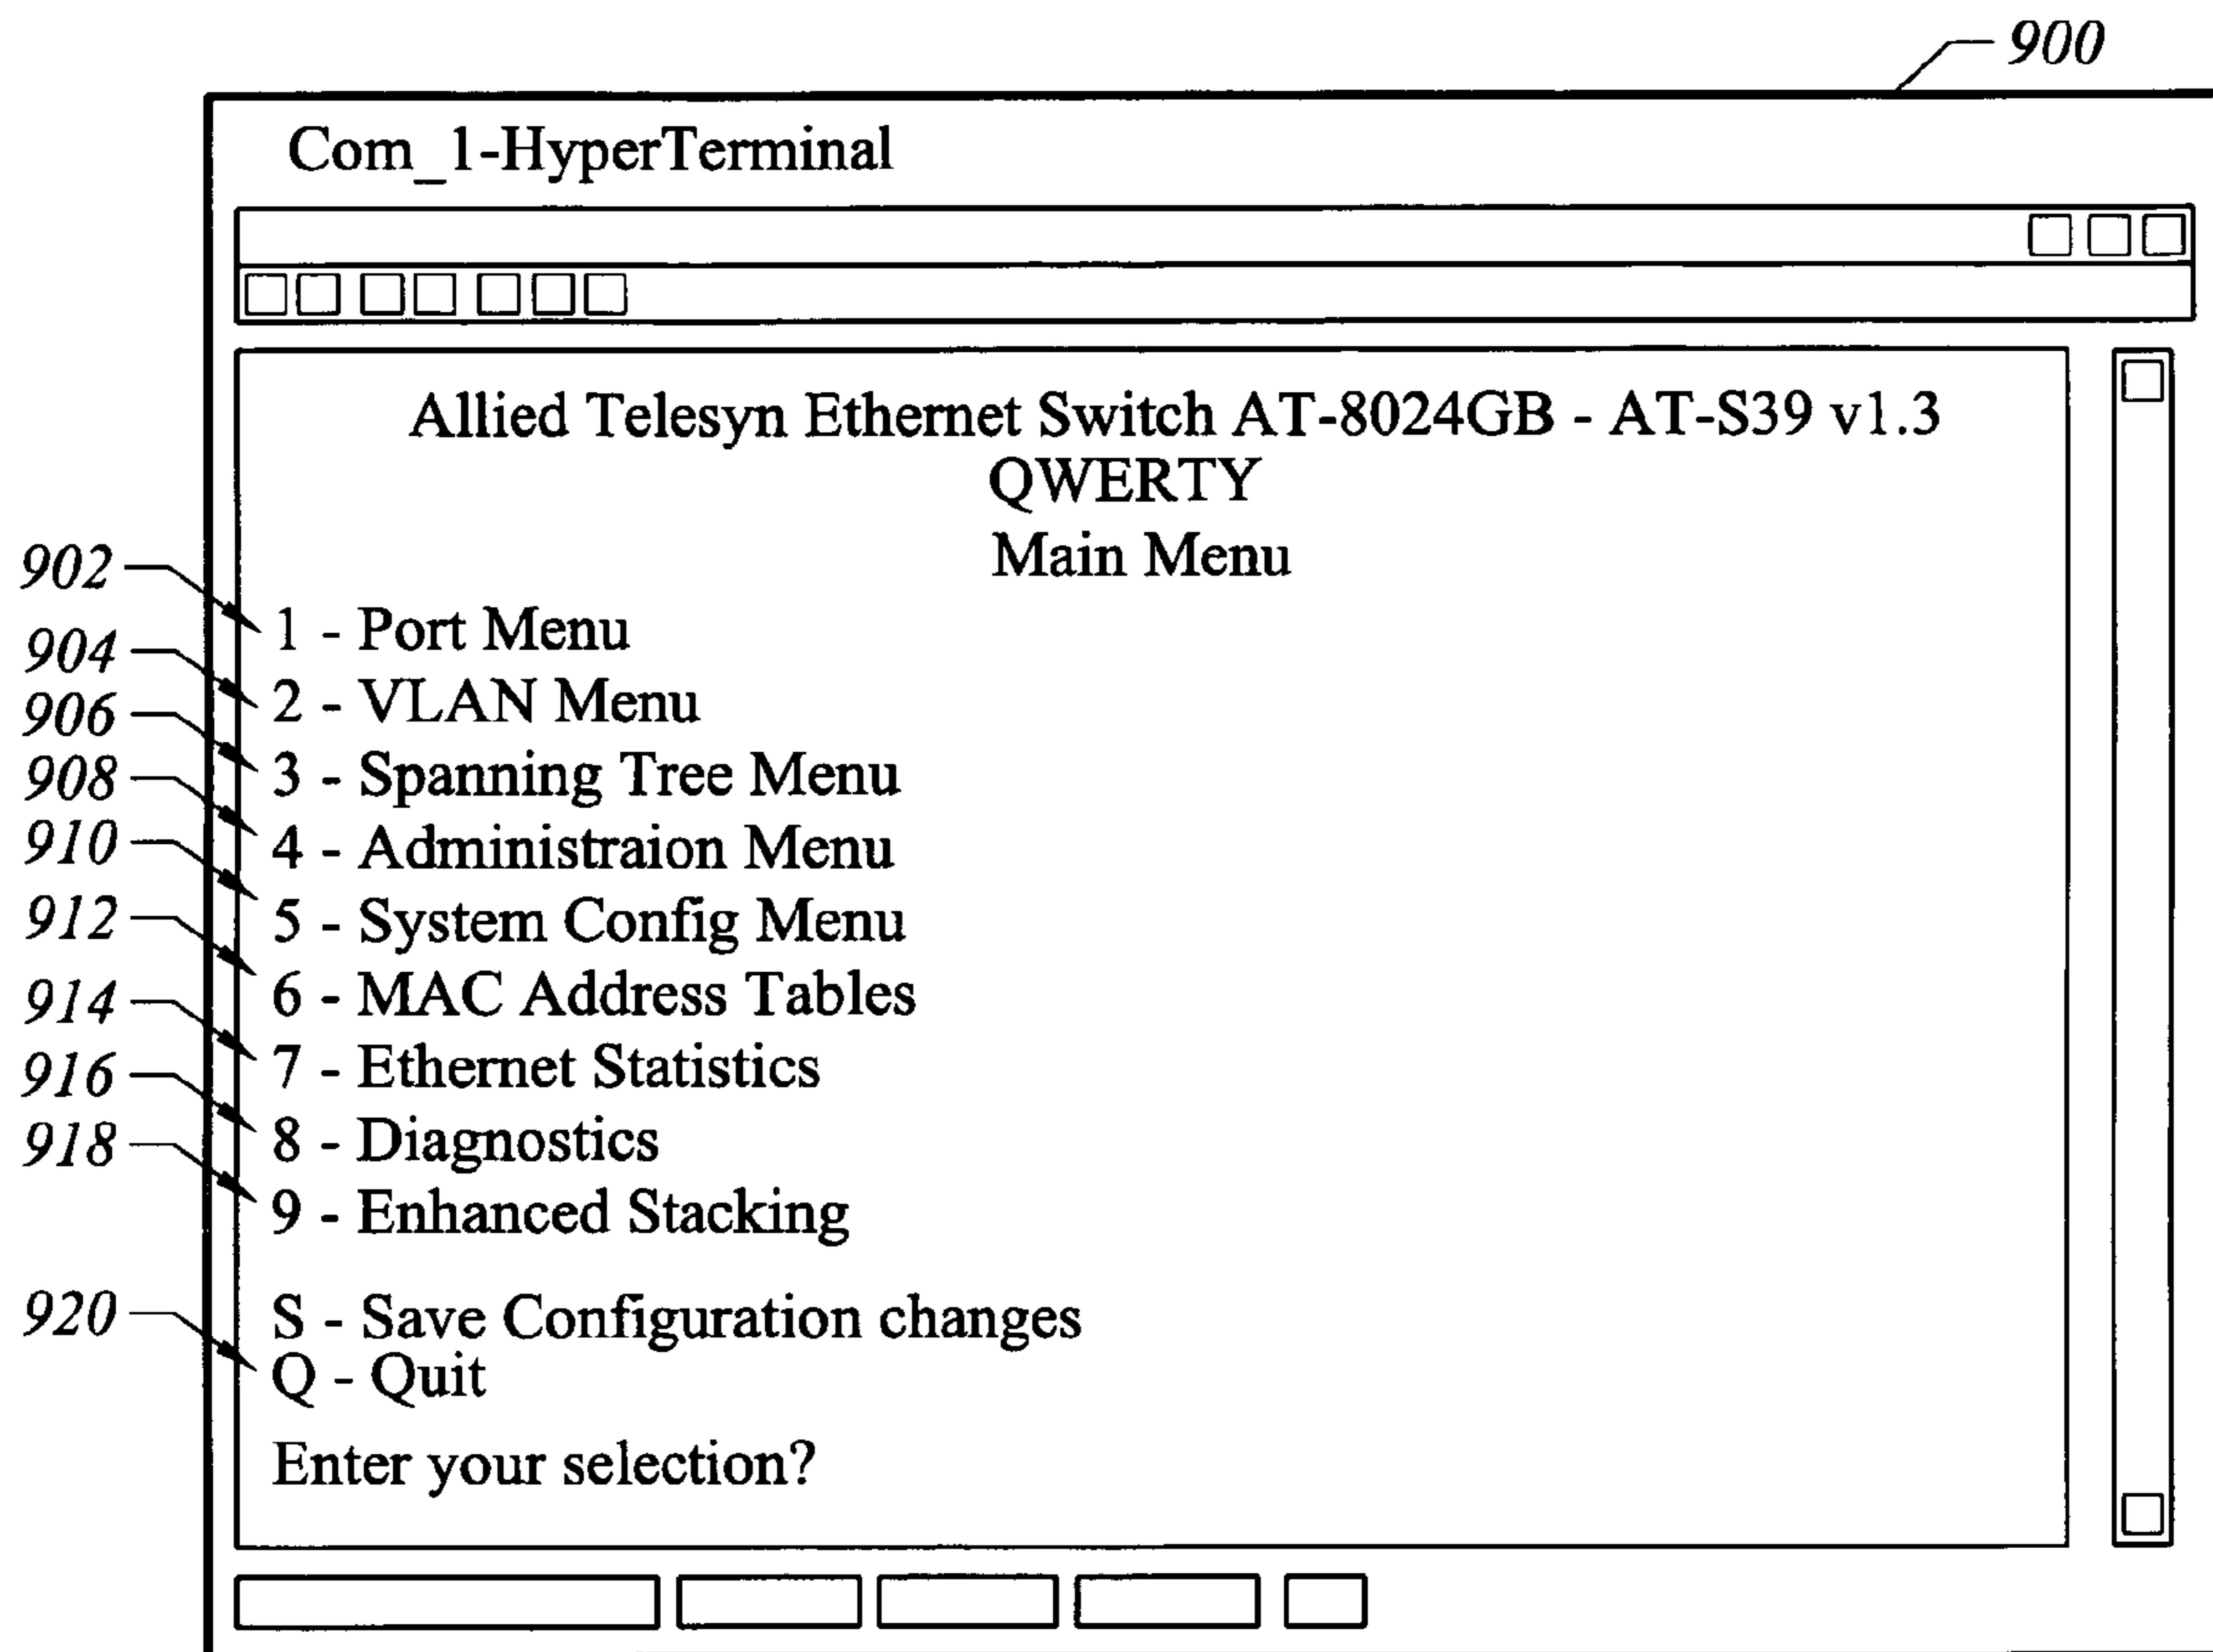 900
Com_1-HyperTerminal
Allied Telesyn Ethernet Switch AT-8024GB - AT-S39 v1.3
QWERTY
Main Menu
902
1 - Port Menu
904
2 - VLAN Menu
906
3 - Spanning Tree Menu
908
4 - Administraion Menu
910
5 - System Config Menu
912
6 - MAC Address Tables
914
7 - Ethernet Statistics
916
8 - Diagnostics
918
9 - Enhanced Stacking
S - Save Configuration changes
920
Q - Quit
Enter your selection?